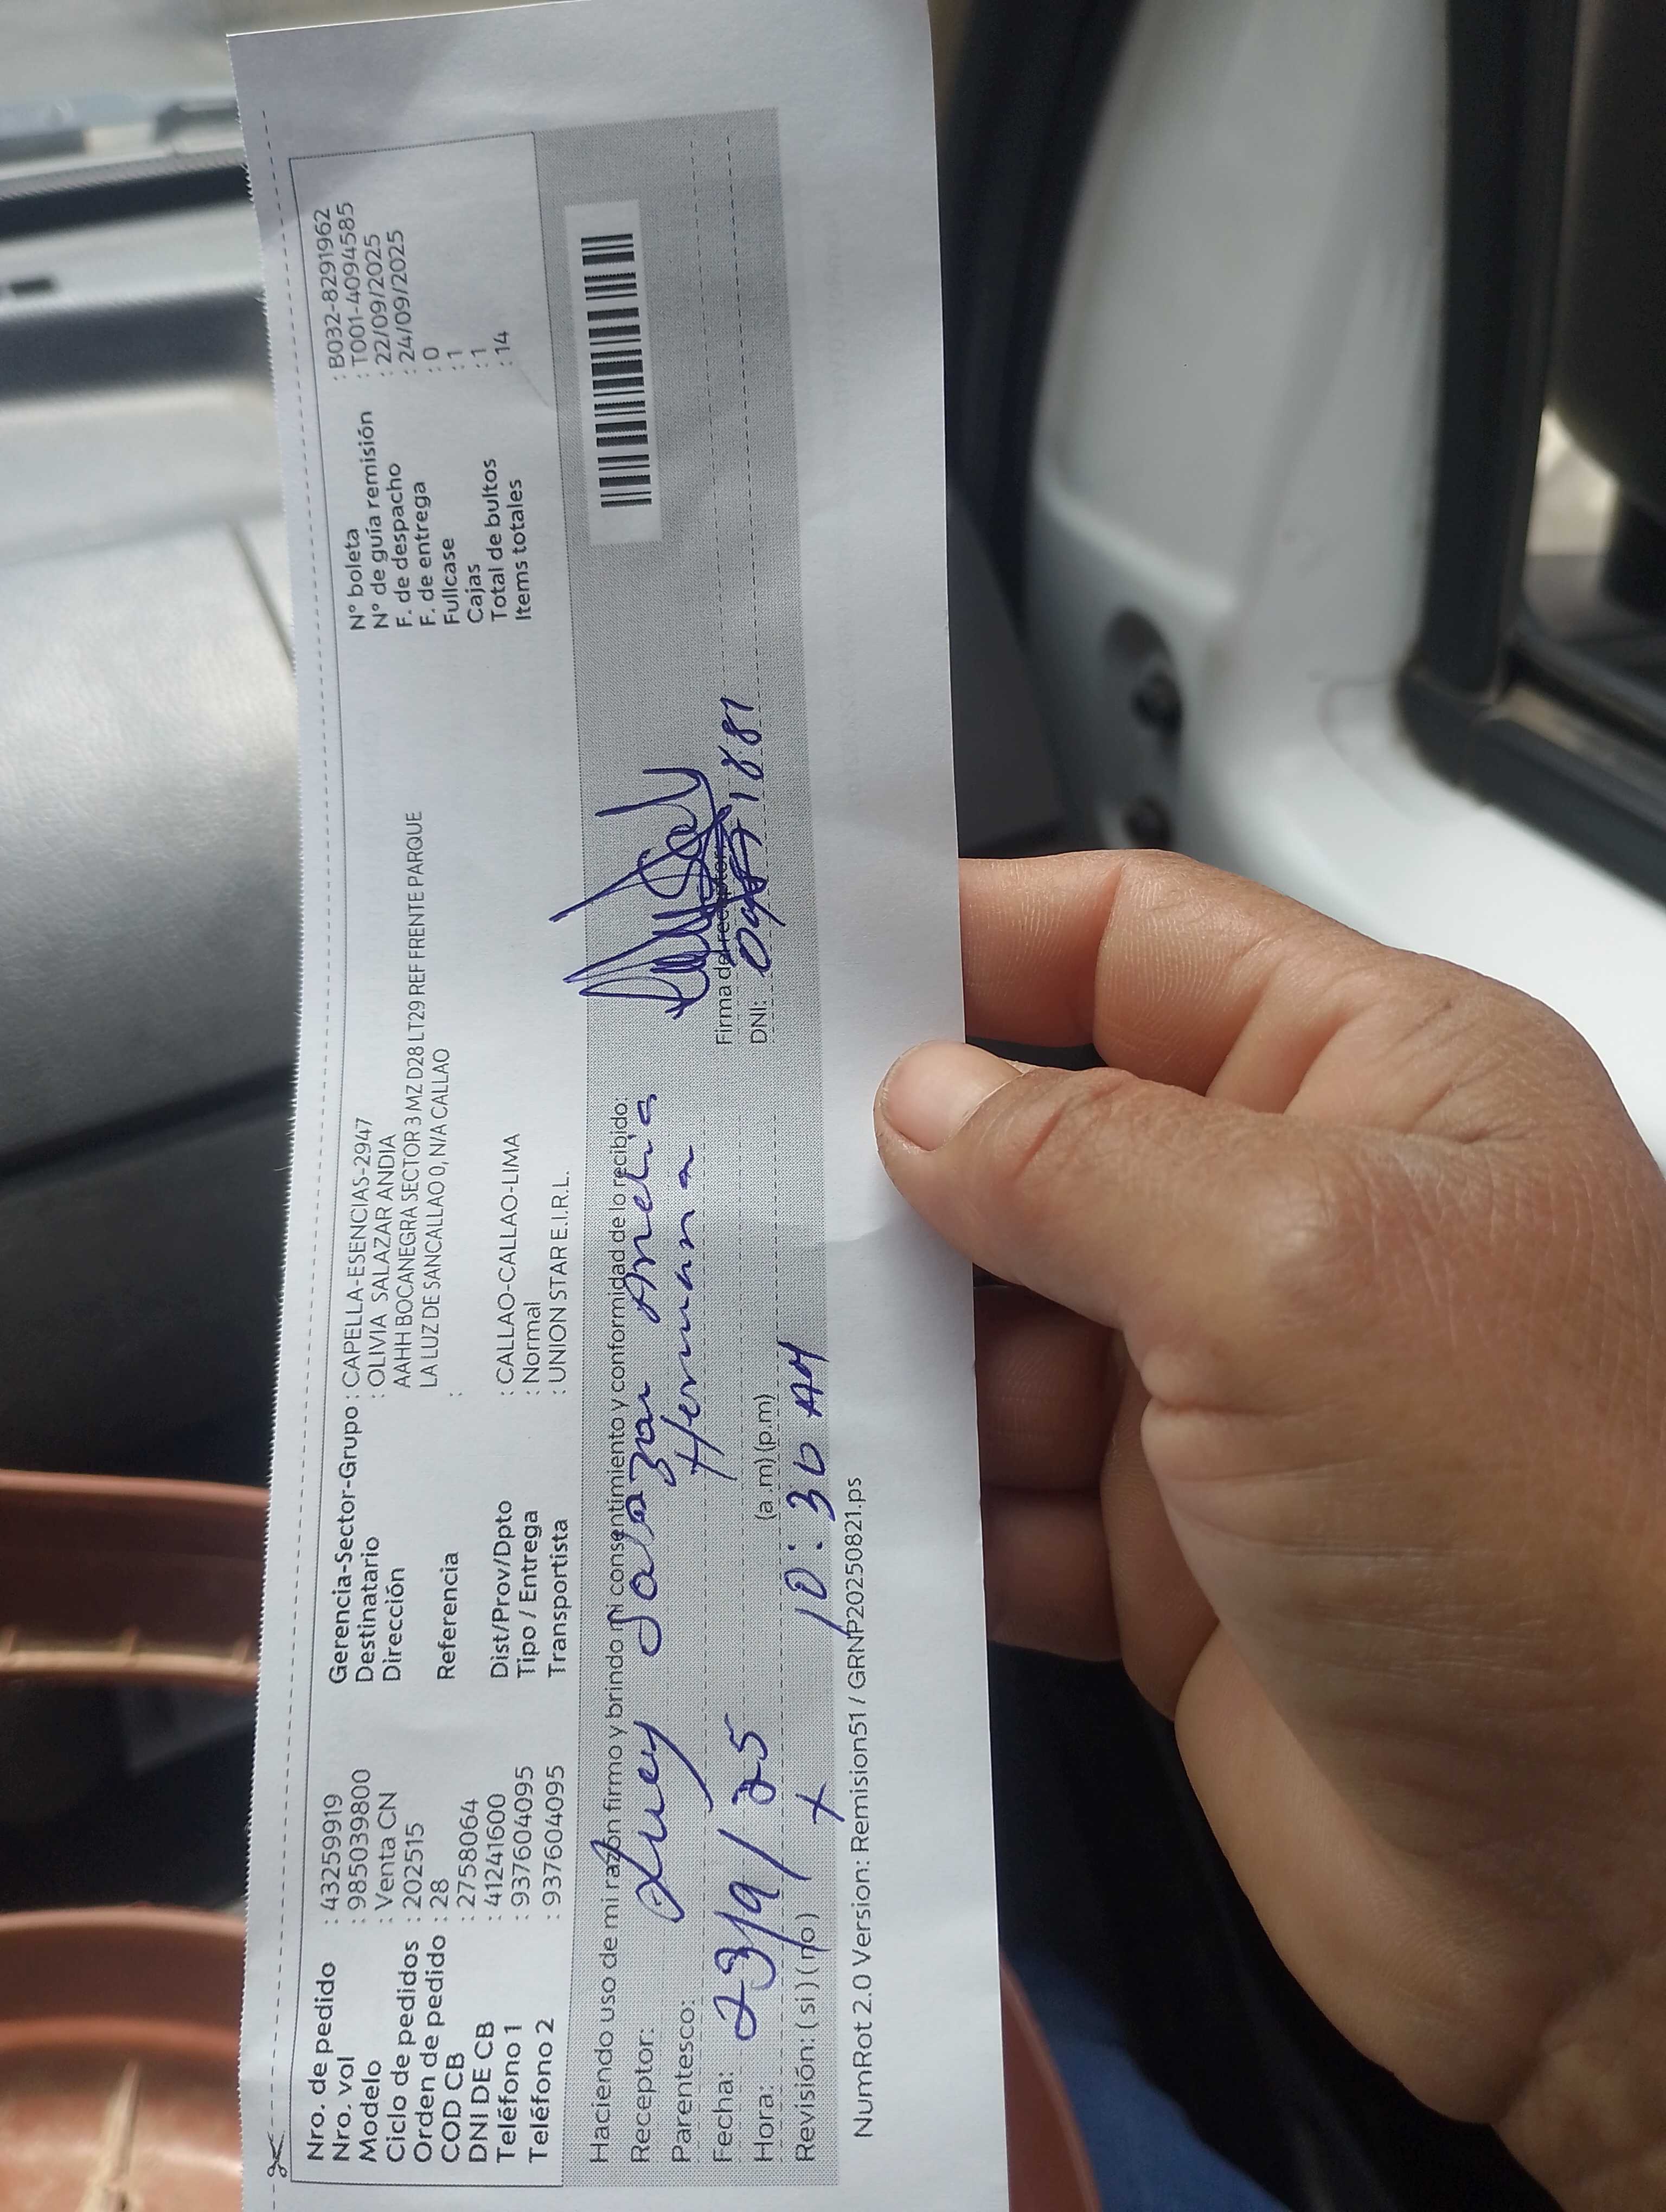 Nro. de pedido : 43259919
Nro. vol : 985039800
Modelo : Venta CN
Ciclo de pedidos : 202515
Orden de pedido : 28
COD CB : 2758064
DNI DE CB : 41241600
Teléfono 1 : 937604095
Teléfono 2 : 937604095
Gerencia-Sector-Grupo : CAPELLA-ESENCIAS-2947
Destinatario : OLIVIA SALAZAR ANDIA
Dirección AAHH BOCANEGRA SECTOR 3 MZ D28 LT29 REF FRENTE PARQUE
LA LUZ DE SANCALLAO 0, N/A CALLAO
Referencia :
Dist/Prov/Dpto : CALLAO-CALLAO-LIMA
Tipo / Entrega : Normal
Transportista : UNION STAR E.I.R.L.
N° boleta : B032-8291962
N° de guía remisión : T001-4094585
F. de despacho : 22/09/2025
F. de entrega : 24/09/2025
Fullcase : 0
Cajas : 1
Total de bultos : 1
Items totales : 14
Haciendo uso de mi razón firmo y brindo mi consentimiento y conformidad de lo recibido:
Receptor: Salazar Andia
Parentesco: Hermana
Fecha: 23/9/25
Hora: (a.m) (p.m) 10:30 AM
Revisión: (si) (no) X
Firma de receptor
DNI:
NumRot 2.0 Version: Remision51 / GRNP20250821.ps